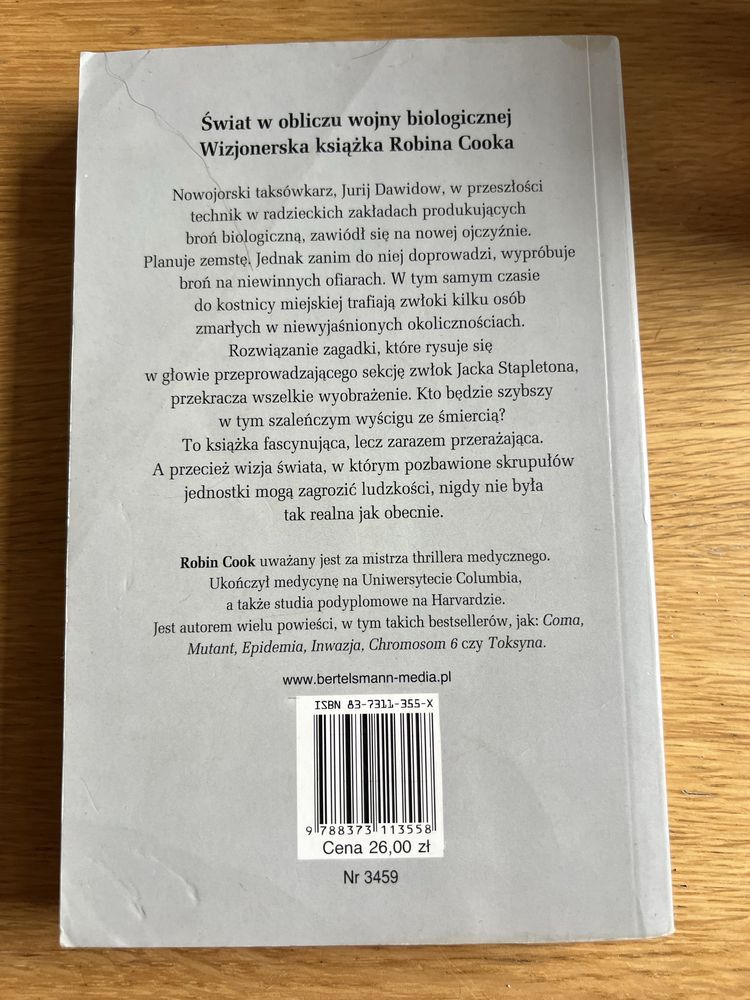 Świat w obliczu wojny biologicznej
Wizjonerska książka Robina Cooka
Nowojorski taksówkarz, Jurij Dawidow, w przeszłości
technik w radzieckich zakładach produkujących
broń biologiczną, zawiódł się na nowej ojczyźnie.
Planuje zemstę. Jednak zanim do niej doprowadzi, wypróbuje
broń na niewinnych ofiarach. W tym samym czasie
do kostnicy miejskiej trafiają zwłoki kilku osób
zmarłych w niewyjaśnionych okolicznościach.
Rozwiązanie zagadki, które rysuje się
w głowie przeprowadzającego sekcję zwłok Jacka Stapletona,
przekracza wszelkie wyobrażenie. Kto będzie szybszy
w tym szaleńczym wyścigu ze śmiercią?
To książka fascynująca, lecz zarazem przerażająca.
A przecież wizja świata, w którym pozbawione skrupułów
jednostki mogą zagrozić ludzkości, nigdy nie była
tak realna jak obecnie.
Robin Cook uważany jest za mistrza thrillera medycznego.
Ukończył medycynę na Uniwersytecie Columbia,
a także studia podyplomowe na Harvardzie.
Jest autorem wielu powieści, w tym takich bestsellerów, jak: Coma,
Mutant, Epidemia, Inwazja, Chromosom 6 czy Toksyna.
www.bertelsmann-media.pl
ISBN 83-7311-355-X
9 788373 113558
Cena 26,00 zł
Nr 3459